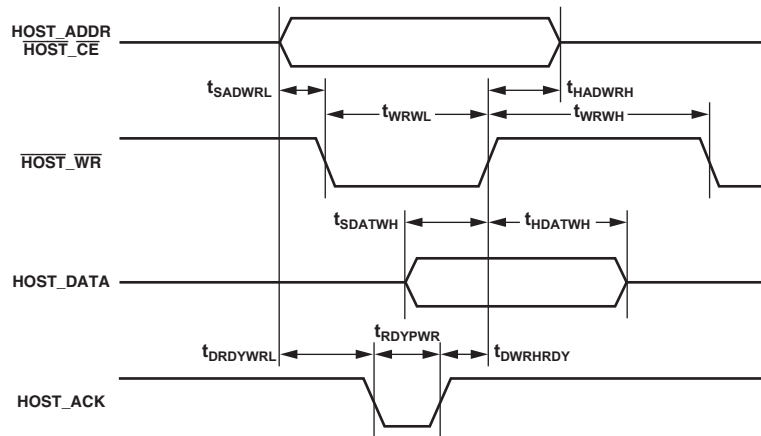 HOST_ADDR
HOST_CE
tSADWRL
tHADWRH
tWRWL
tWRWH
HOST_WR
tSDATWH
tHDATWH
HOST_DATA
tRDYPWR
tDRDYWRL
tDWRHRDY
HOST_ACK